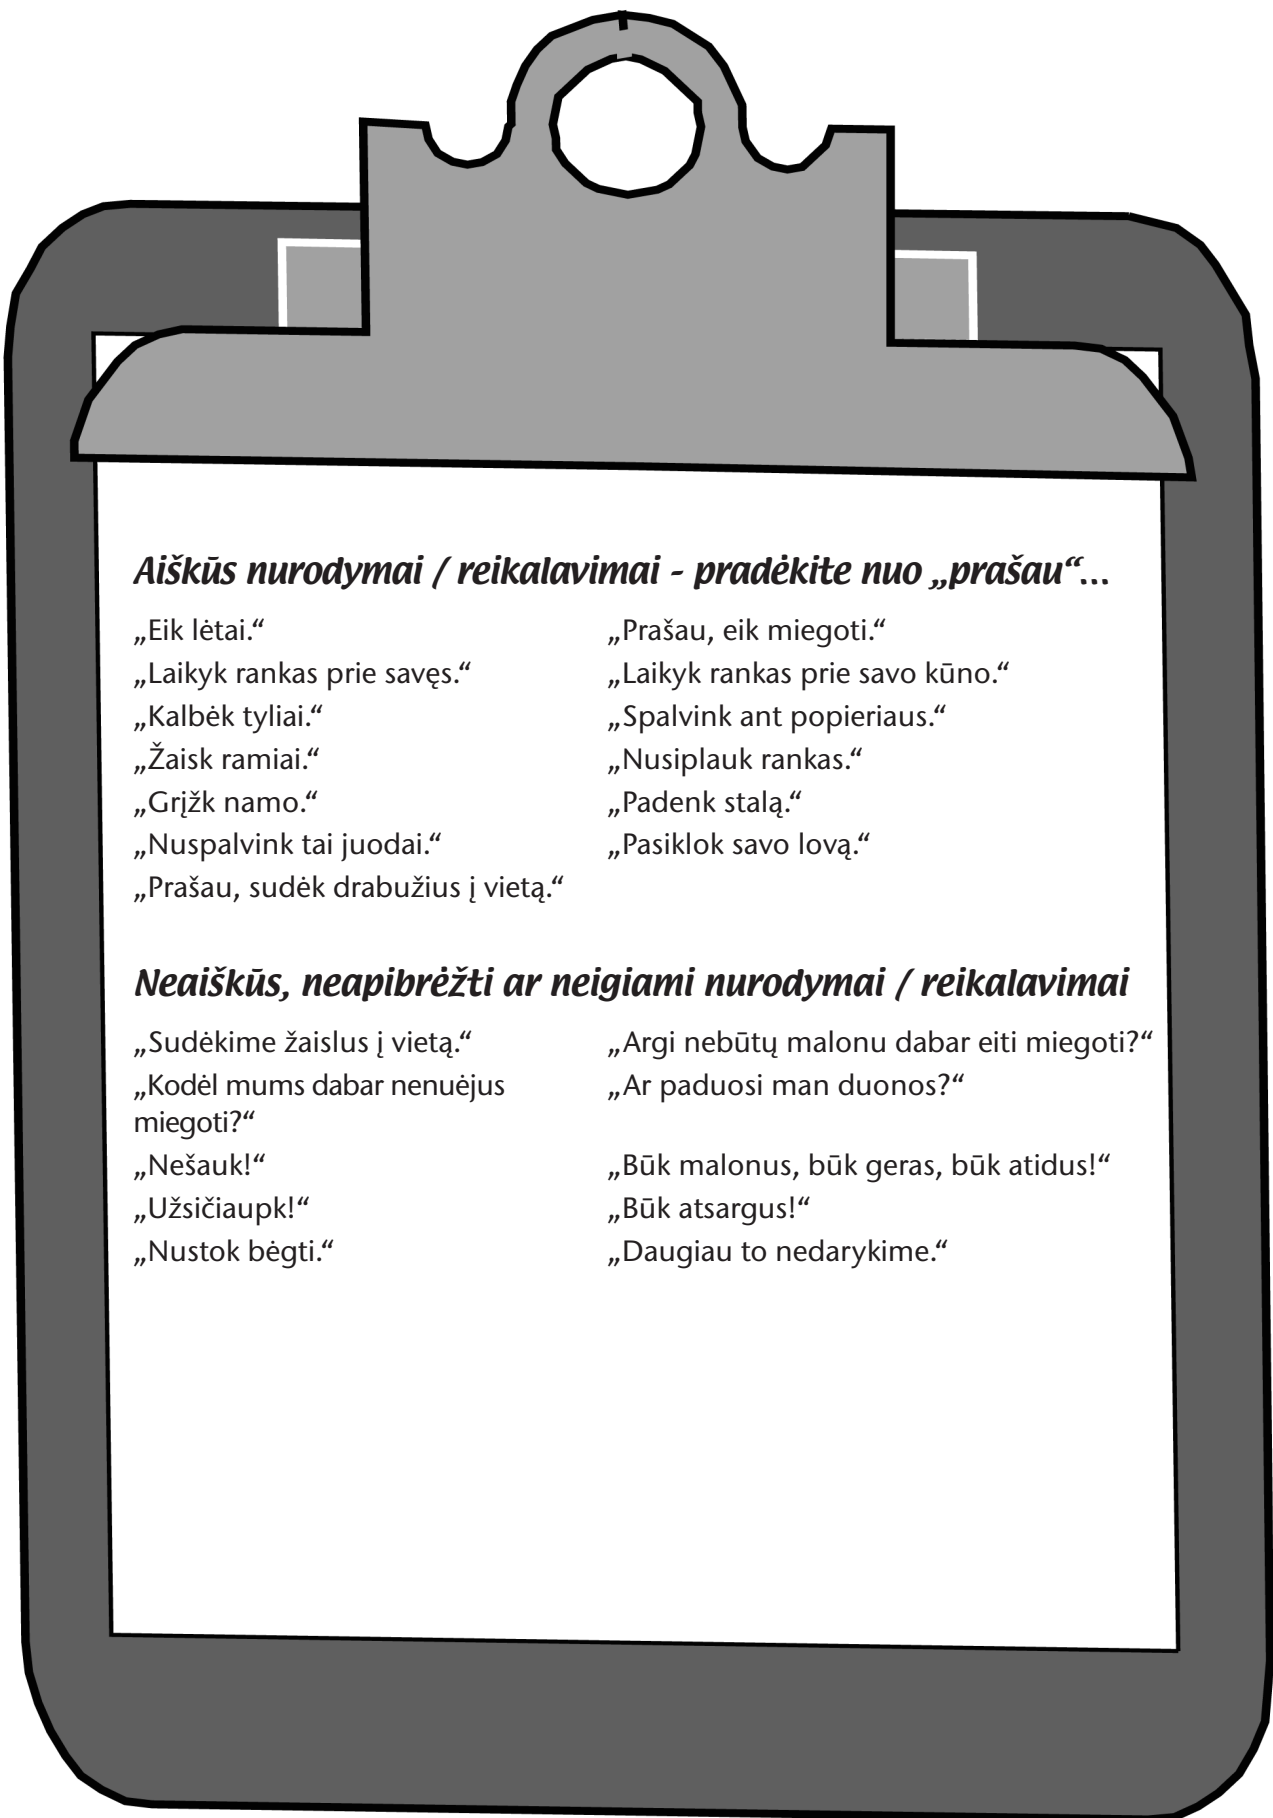 Aiškūs nurodymai / reikalavimai - pradėkite nuo „prašau“...
„Eik lėtai.“ „Prašau, eik miegoti.“
„Laikyk rankas prie savęs.“ „Laikyk rankas prie savo kūno.“
„Kalbėk tyliai.“ „Spalvink ant popieriaus.“
„Žaisk ramiai.“ „Nusiplauk rankas.“
„Grįžk namo.“ „Padenk stalą.“
„Nuspalvink tai juodai.“ „Pasiklok savo lovą.“
„Prašau, sudėk drabužius į vietą.“
Neaiškūs, neapibrėžti ar neigiami nurodymai / reikalavimai
„Sudėkime žaislus į vietą.“ „Argi nebūtų malonu dabar eiti miegoti?“
„Kodėl mums dabar nenuėjus „Ar paduosi man duonos?“
miegoti?“
„Nešauk!“ „Būk malonus, būk geras, būk atidus!“
„Užsičiaupk!“ „Būk atsargus!“
„Nustok bėgti.“ „Daugiau to nedarykime.“